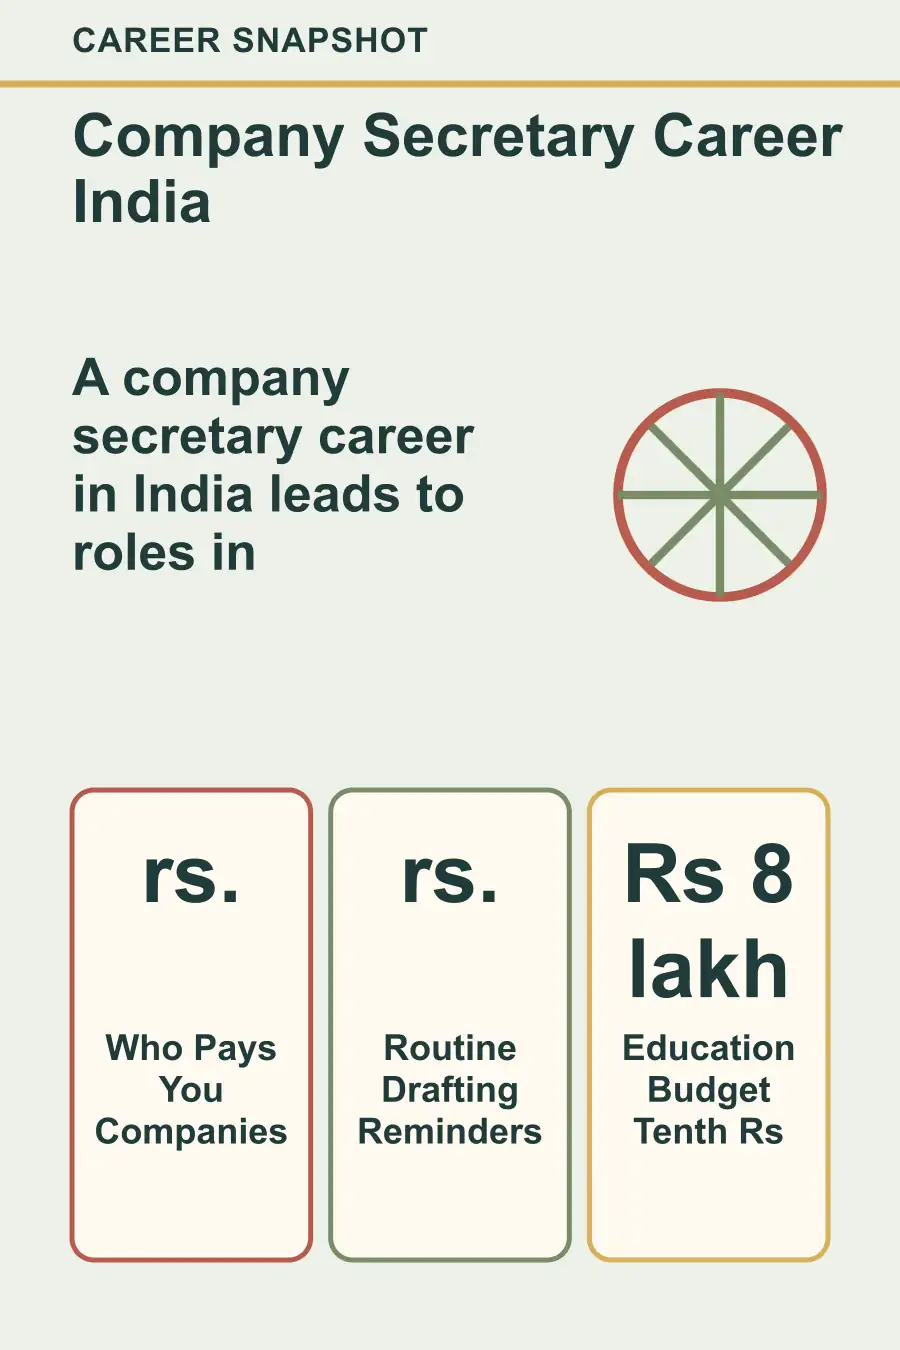 CAREER SNAPSHOT
Company Secretary Career
India
A company
secretary career
in India leads to
roles in
rs.
Who Pays
You
Companies
rs.
Routine
Drafting
Reminders
Rs 8
lakh
Education
Budget
Tenth Rs